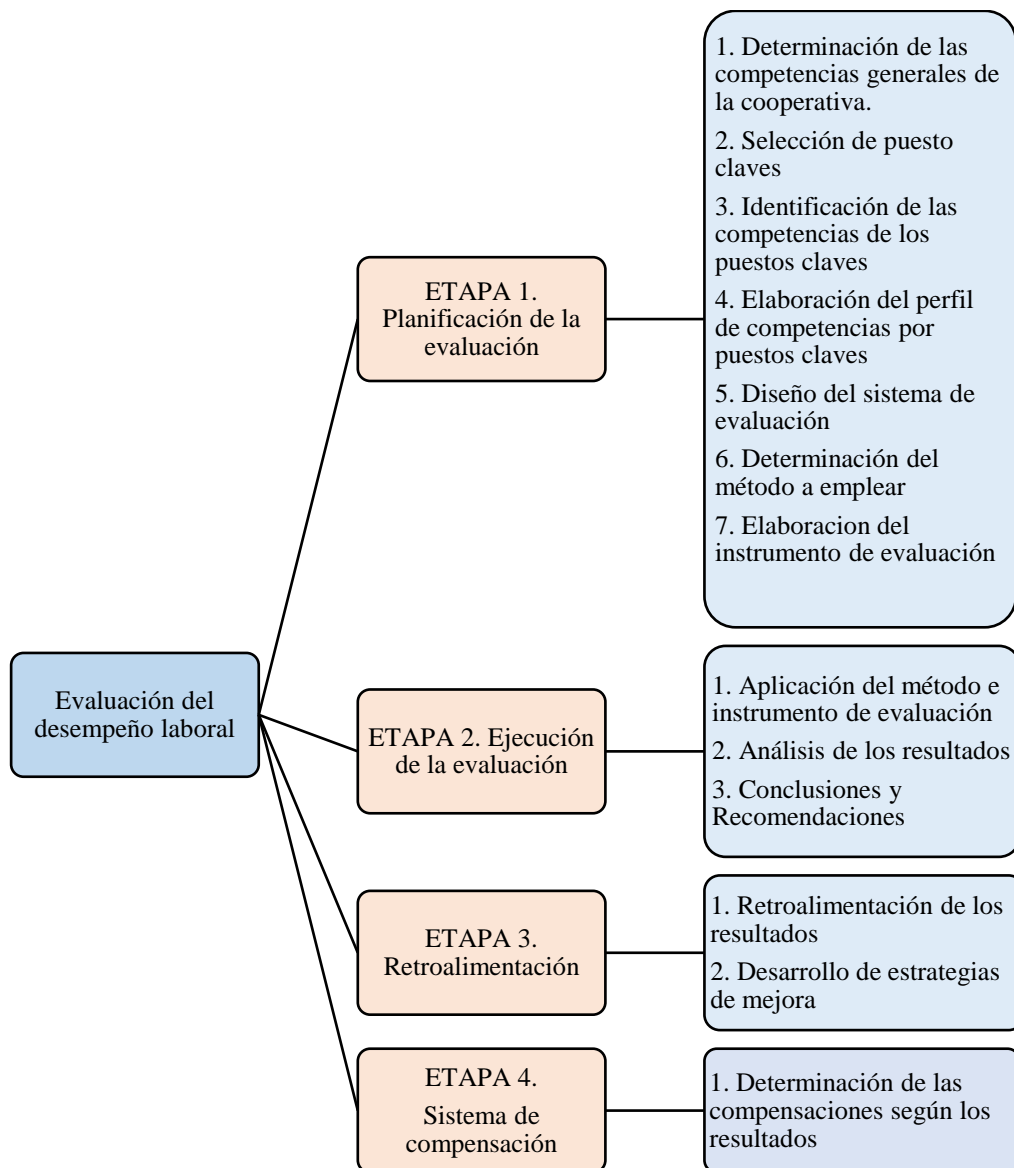 Evaluación del
desempeño laboral
ETAPA 1.
Planificación de la
evaluación
1. Determinación de las
competencias generales de
la cooperativa.
2. Selección de puesto
claves
3. Identificación de las
competencias de los
puestos claves
4. Elaboración del perfil
de competencias por
puestos claves
5. Diseño del sistema de
evaluación
6. Determinación del
método a emplear
7. Elaboracion del
instrumento de evaluación
ETAPA 2. Ejecución
de la evaluación
1. Aplicación del método e
instrumento de evaluación
2. Análisis de los resultados
3. Conclusiones y
Recomendaciones
ETAPA 3.
Retroalimentación
1. Retroalimentación de los
resultados
2. Desarrollo de estrategias
de mejora
ETAPA 4.
Sistema de
compensación
1. Determinación de las
compensaciones según los
resultados